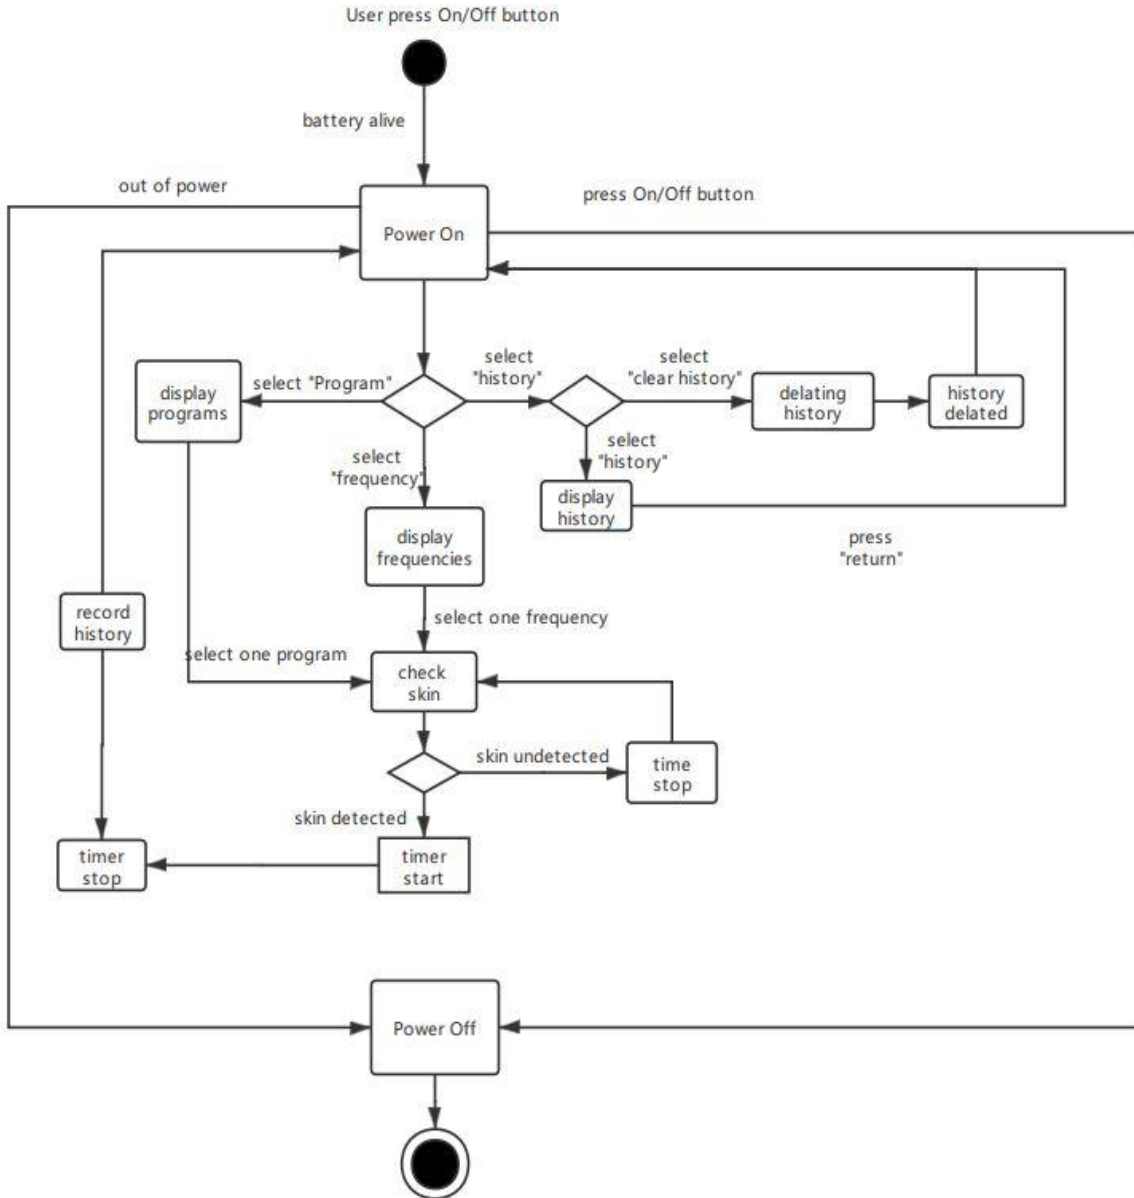 User press On/Off button
battery alive
out of power
press On/Off button
Power On
select
"history"
select
"clear history"
display
programs
select "Program"
delating
history
history
delated
select
"frequency"
select
"history"
display
history
display
frequencies
press
"return"
record
history
select one frequency
select one program
check
skin
skin undetected
time
stop
skin detected
timer
stop
timer
start
Power Off